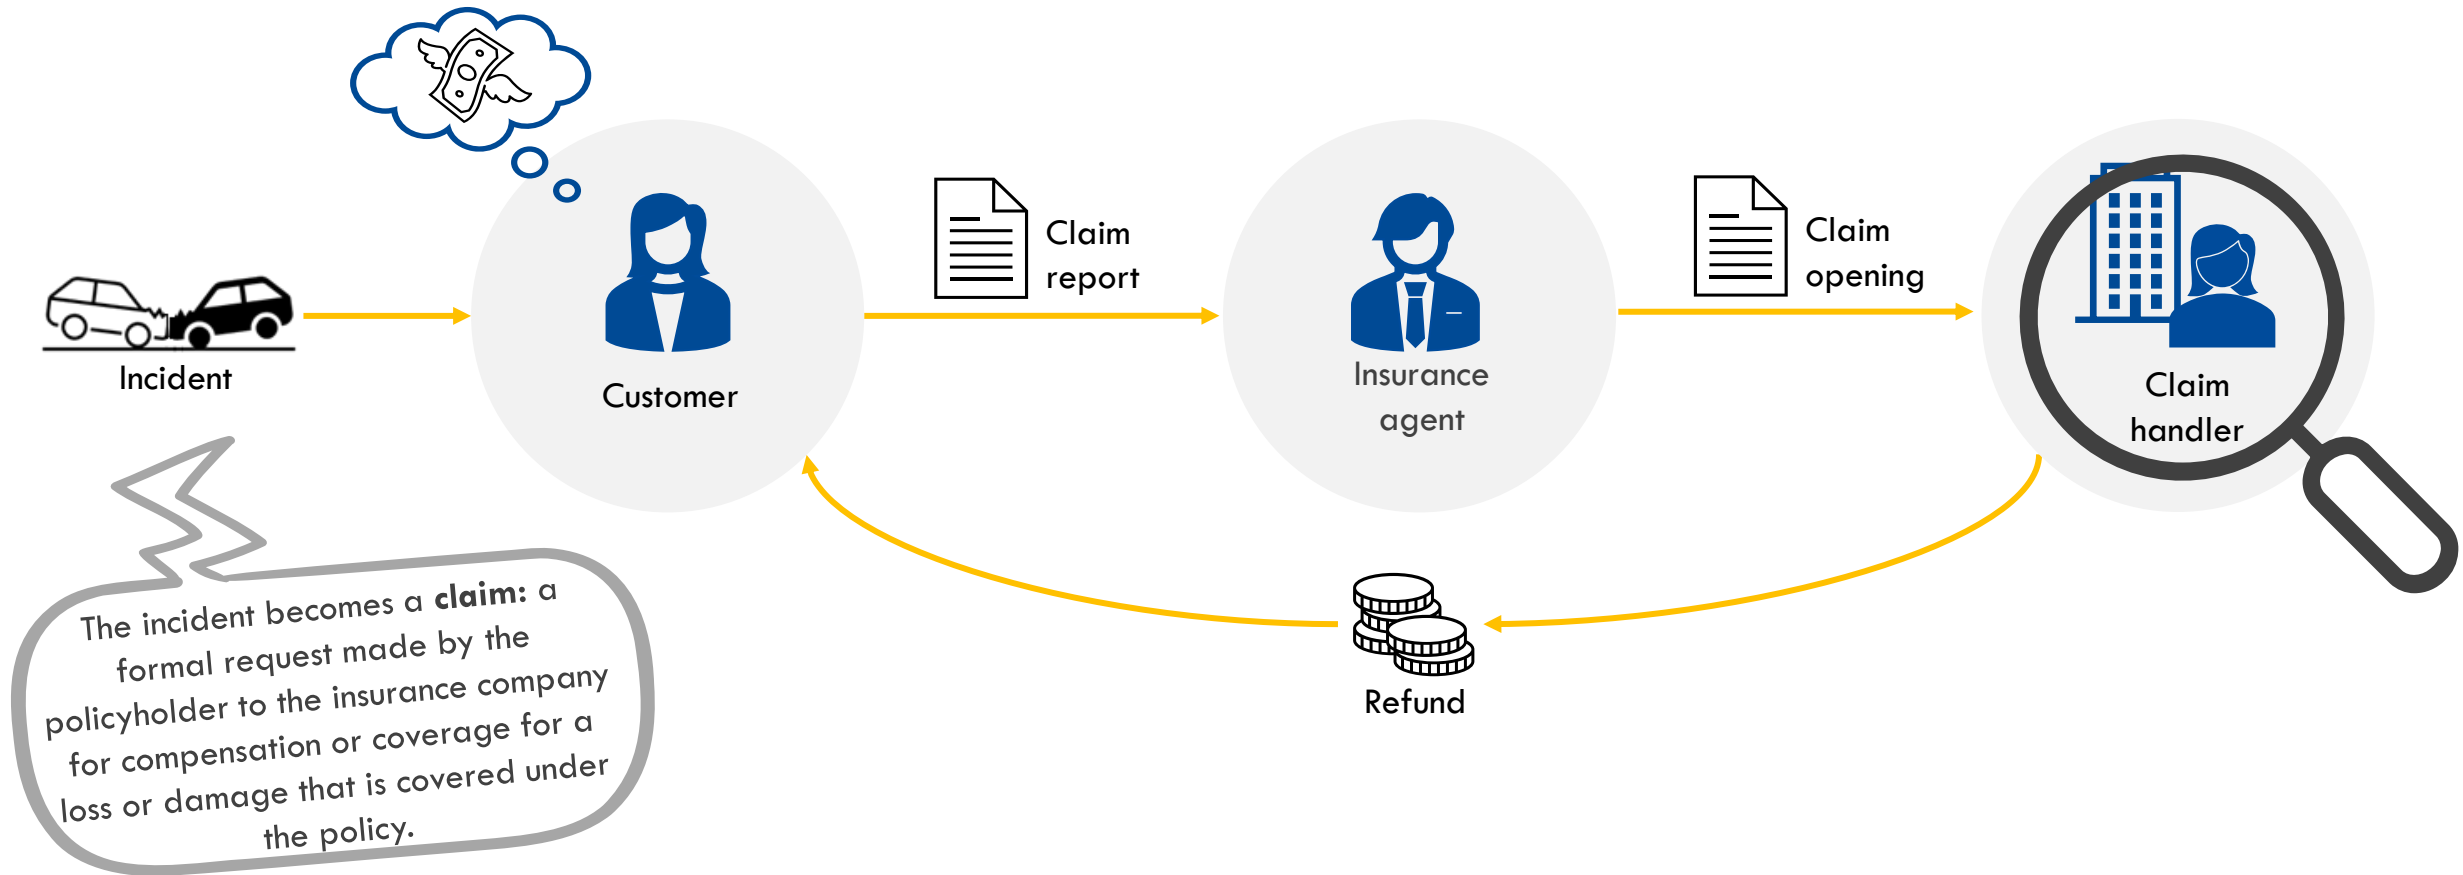 Claim
report
Claim
opening
Incident
Customer
Insurance
agent
Claim
handler
Refund
The incident becomes a claim: a
formal request made by the
policyholder to the insurance company
for compensation or coverage for a
loss or damage that is covered under
the policy.